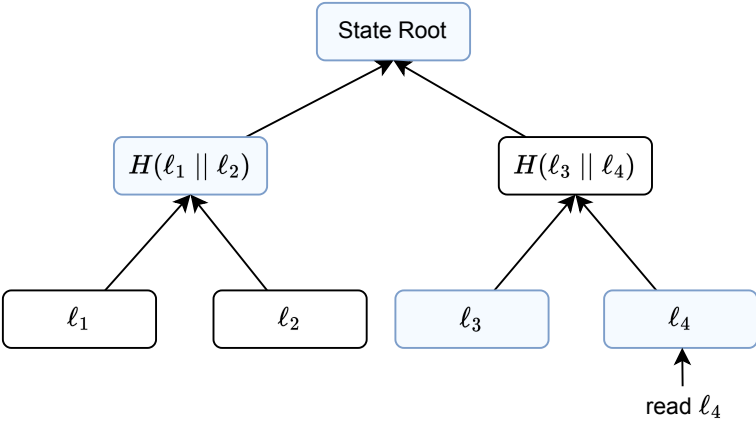 State Root
H(ℓ₁ || ℓ₂)
H(ℓ₃ || ℓ₄)
ℓ₁
ℓ₂
ℓ₃
ℓ₄
read ℓ₄